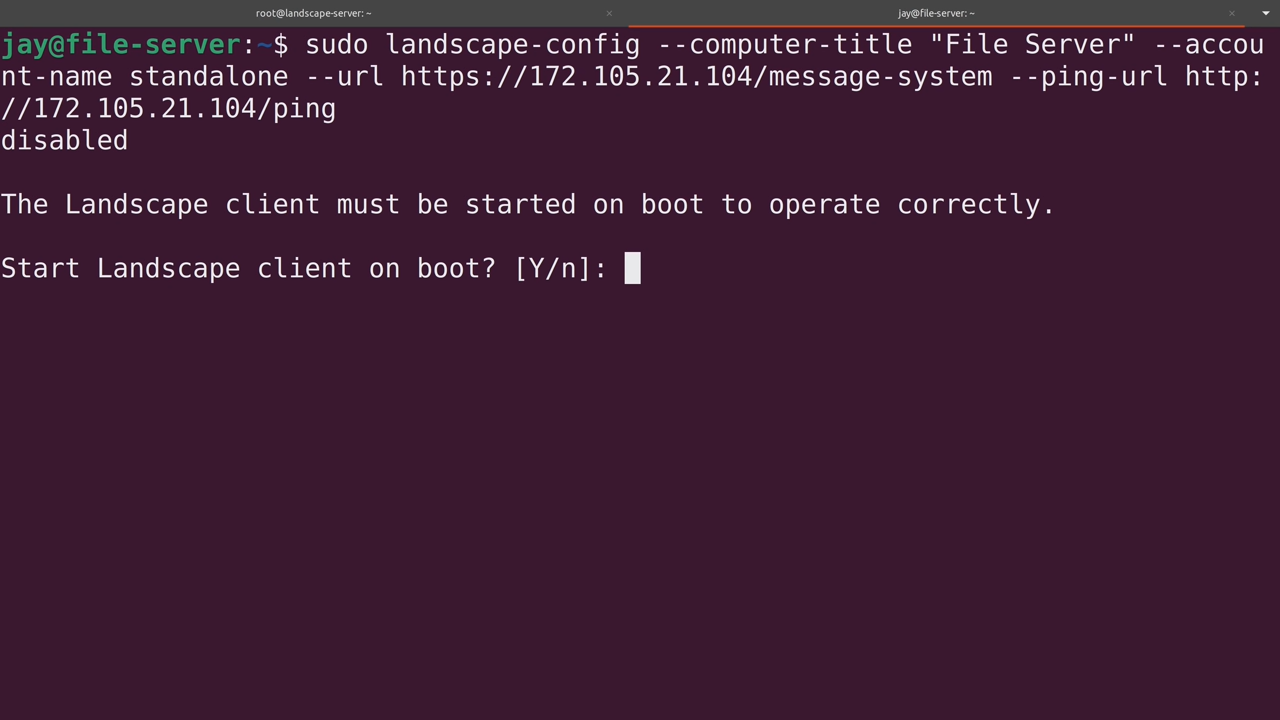 root@landscape-server: ~ × jay@file-server: ~ ×
jay@file-server:~$ sudo landscape-config --computer-title "File Server" --accou
nt-name standalone --url https://172.105.21.104/message-system --ping-url http:
//172.105.21.104/ping
disabled
The Landscape client must be started on boot to operate correctly.
Start Landscape client on boot? [Y/n]: